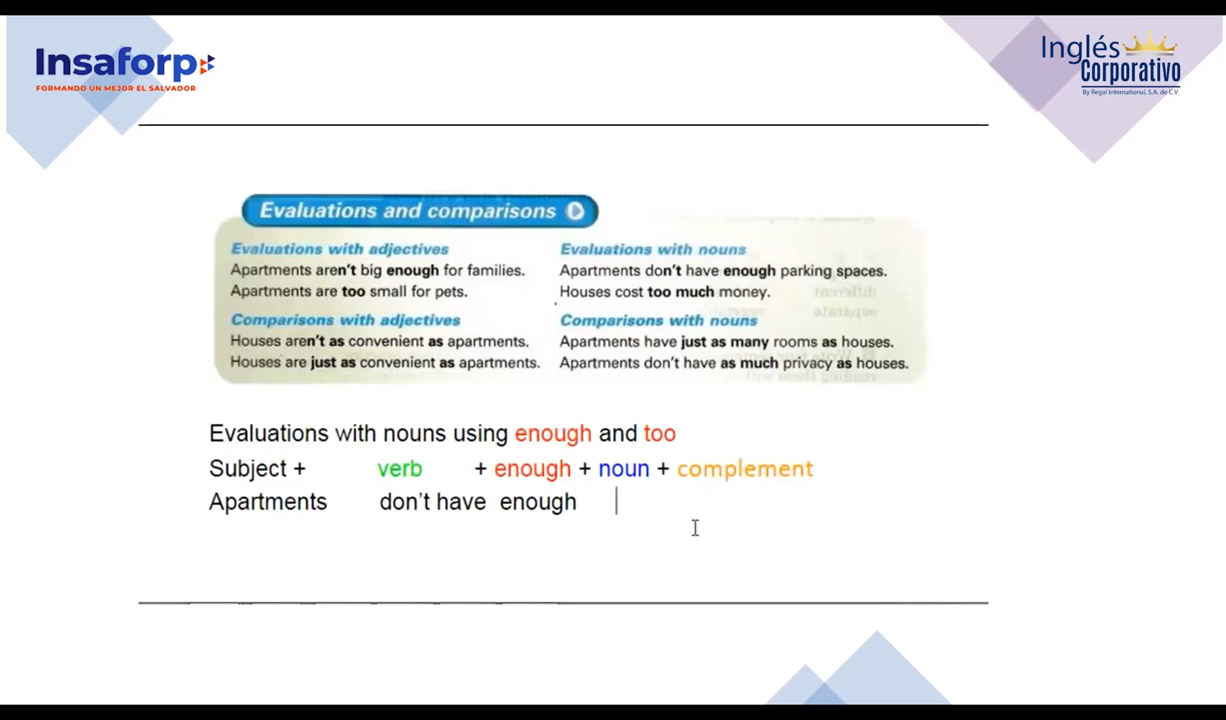 Insaforp
FORMANDO UN MEJOR EL SALVADOR
Inglés
Corporativo
By Regal International, S.A. de C.V.
Evaluations and comparisons
Evaluations with adjectives
Apartments aren't big enough for families.
Apartments are too small for pets.
Comparisons with adjectives
Houses aren't as convenient as apartments.
Houses are just as convenient as apartments.
Evaluations with nouns
Apartments don't have enough parking spaces.
Houses cost too much money.
Comparisons with nouns
Apartments have just as many rooms as houses.
Apartments don't have as much privacy as houses.
Evaluations with nouns using enough and too
Subject + verb + enough + noun + complement
Apartments don't have enough